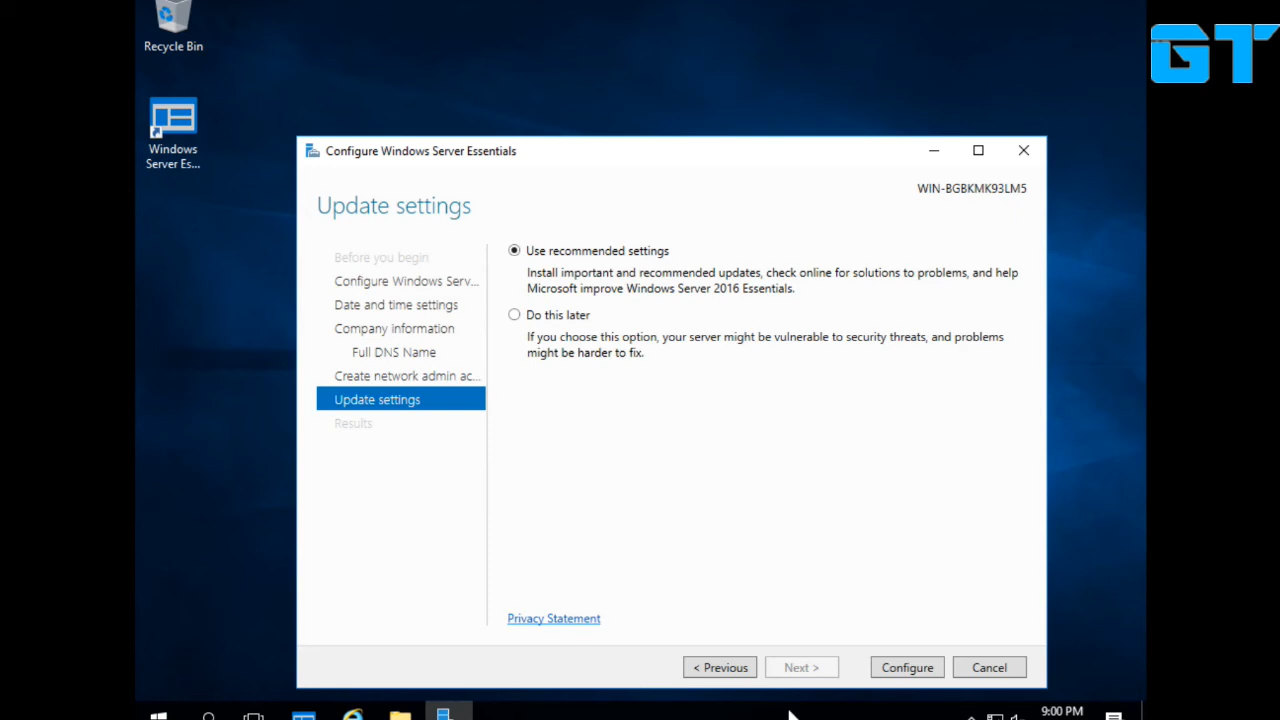 Recycle Bin
GT
Windows
Server Es...
Configure Windows Server Essentials
WIN-BGBKMK93LM5
Update settings
Before you begin
Configure Windows Serv...
Date and time settings
Company information
Full DNS Name
Create network admin ac...
Update settings
Results
Use recommended settings
Install important and recommended updates, check online for solutions to problems, and help
Microsoft improve Windows Server 2016 Essentials.
Do this later
If you choose this option, your server might be vulnerable to security threats, and problems
might be harder to fix.
Privacy Statement
< Previous
Next >
Configure
Cancel
9:00 PM